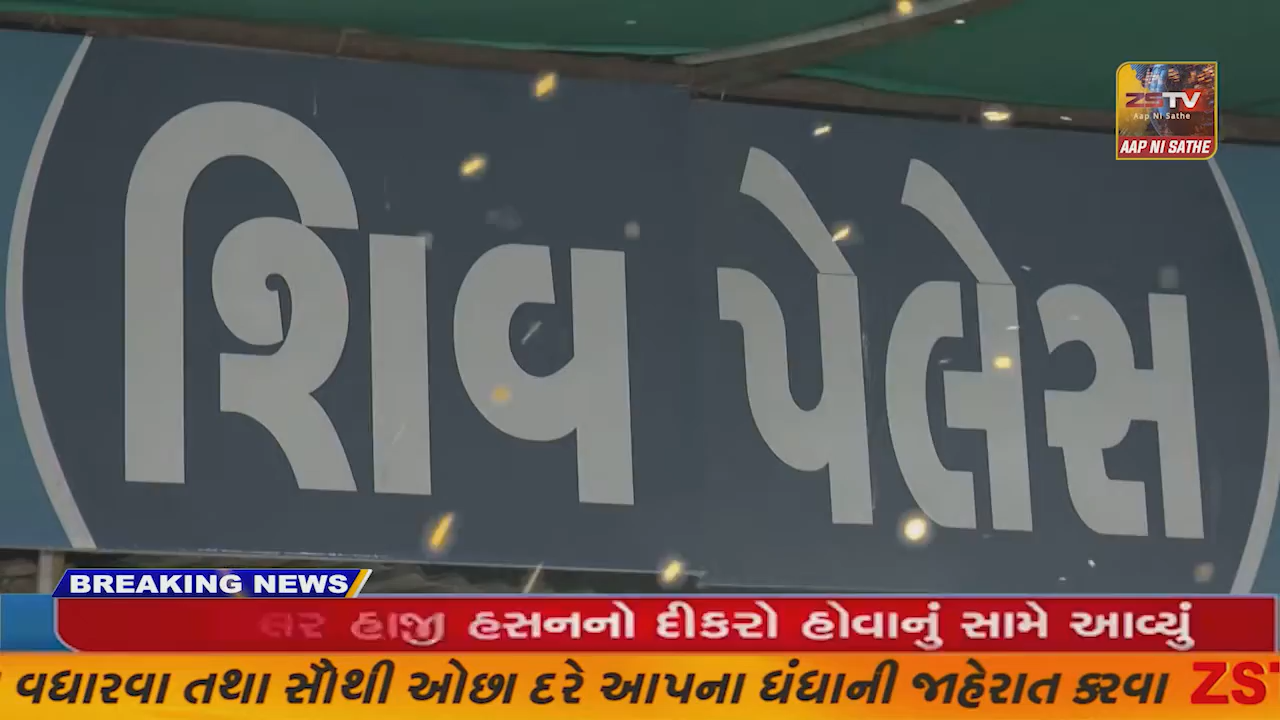 ZSTV
Aap Ni Sathe
AAP NI SATHE
શિવ પેલેસ
BREAKING NEWS
હાજી હસનનો દીકરો હોવાનું સામે આવ્યું
વધારવા તથા સૌથી ઓછા દરે આપના ધંધાની જાહેરાત કરવા